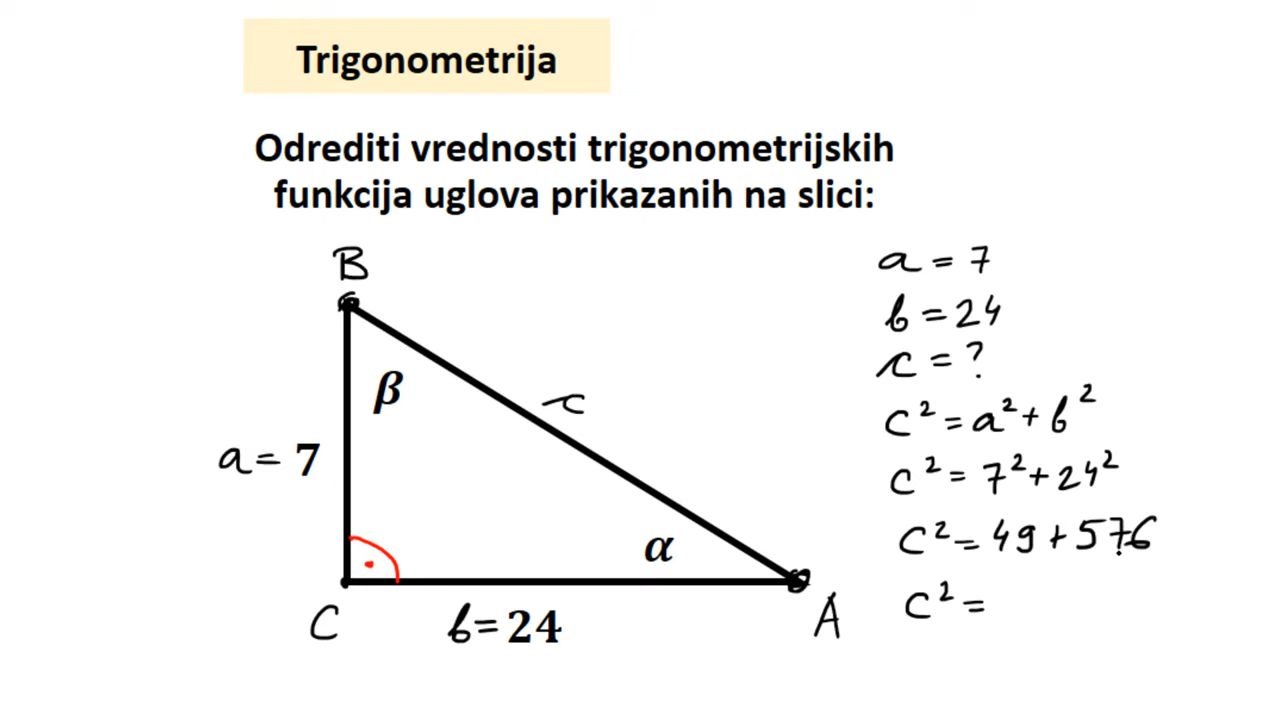 Trigonometrija
Odrediti vrednosti trigonometrijskih
funkcija uglova prikazanih na slici:
B
β
c
a = 7
α
C
b = 24
A
a = 7
b = 24
c = ?
c² = a² + b²
c² = 7² + 24²
c² = 49 + 576
c² =